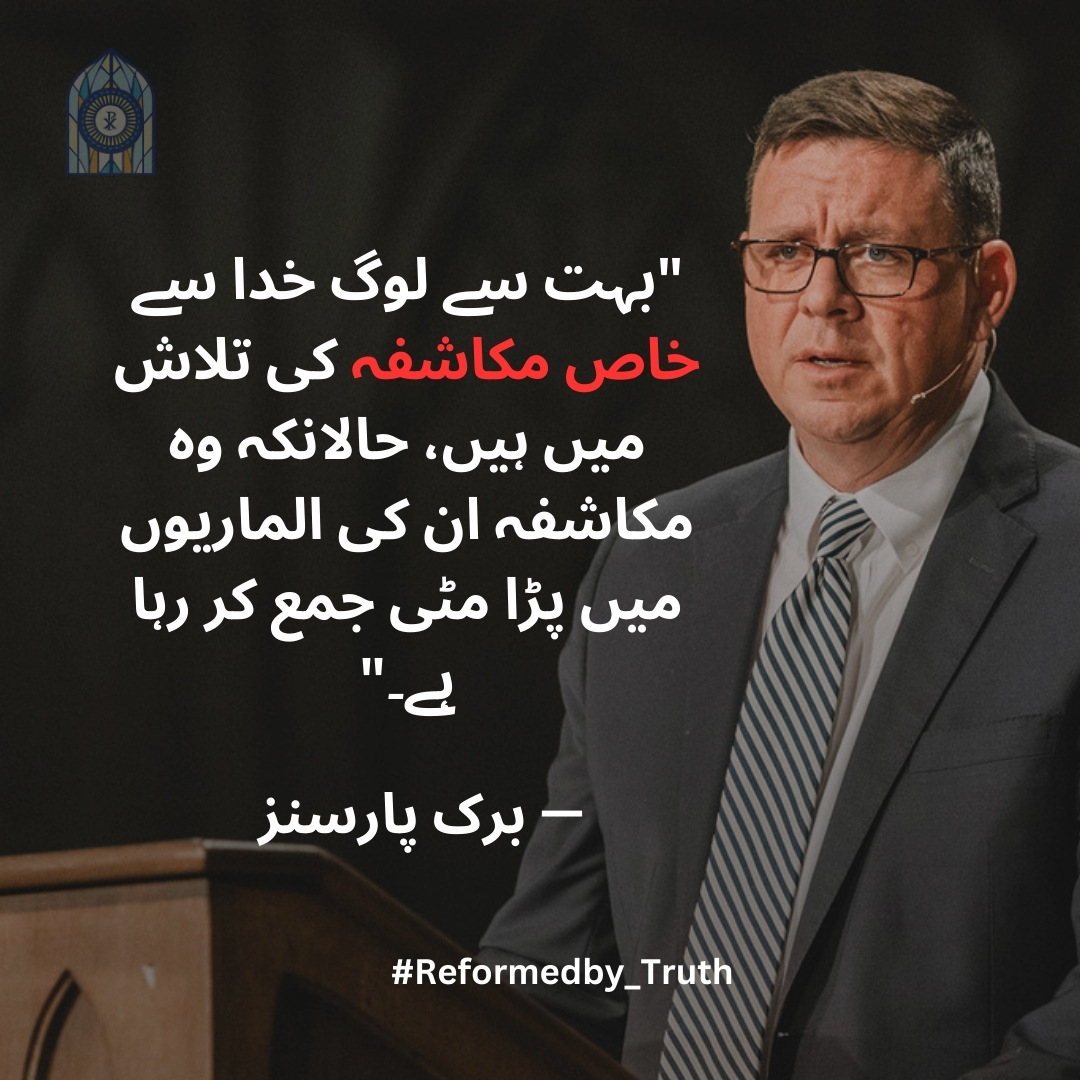 "بہت سے لوگ خدا سے
خاص مکاشفہ کی تلاش
میں ہیں، حالانکہ وہ
مکاشفہ ان کی الماریوں
میں پڑا مٹی جمع کر رہا
ہے۔"
— برک پارسنز
#Reformedby_Truth